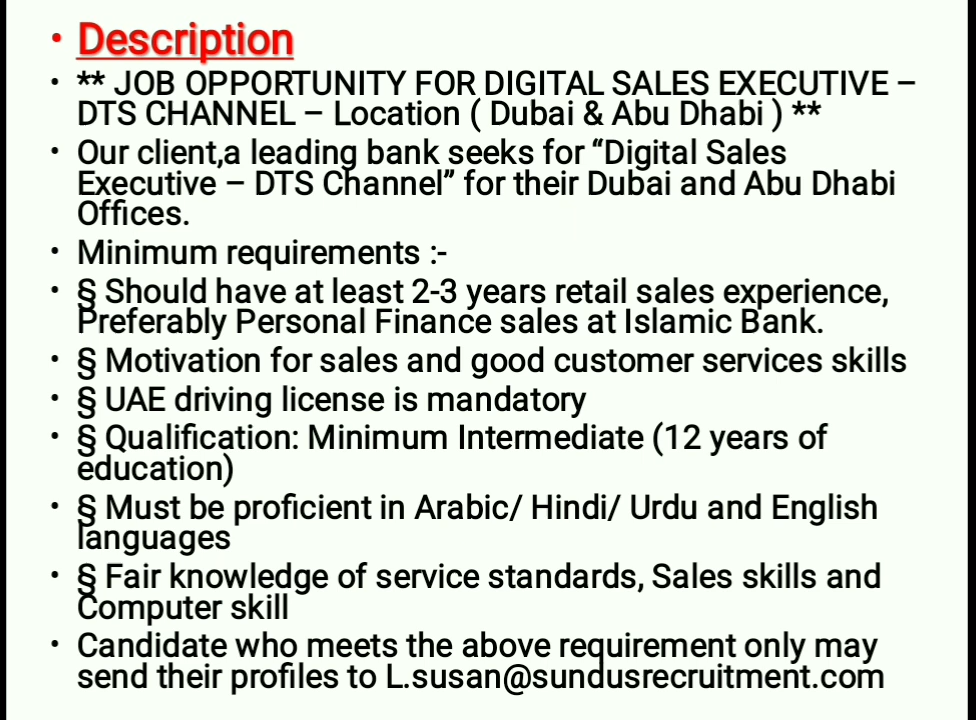 • Description
• ** JOB OPPORTUNITY FOR DIGITAL SALES EXECUTIVE –
DTS CHANNEL – Location ( Dubai & Abu Dhabi ) **
• Our client,a leading bank seeks for “Digital Sales
Executive – DTS Channel” for their Dubai and Abu Dhabi
Offices.
• Minimum requirements :-
• § Should have at least 2-3 years retail sales experience,
Preferably Personal Finance sales at Islamic Bank.
• § Motivation for sales and good customer services skills
• § UAE driving license is mandatory
• § Qualification: Minimum Intermediate (12 years of
education)
• § Must be proficient in Arabic/ Hindi/ Urdu and English
languages
• § Fair knowledge of service standards, Sales skills and
Computer skill
• Candidate who meets the above requirement only may
send their profiles to L.susan@sundusrecruitment.com